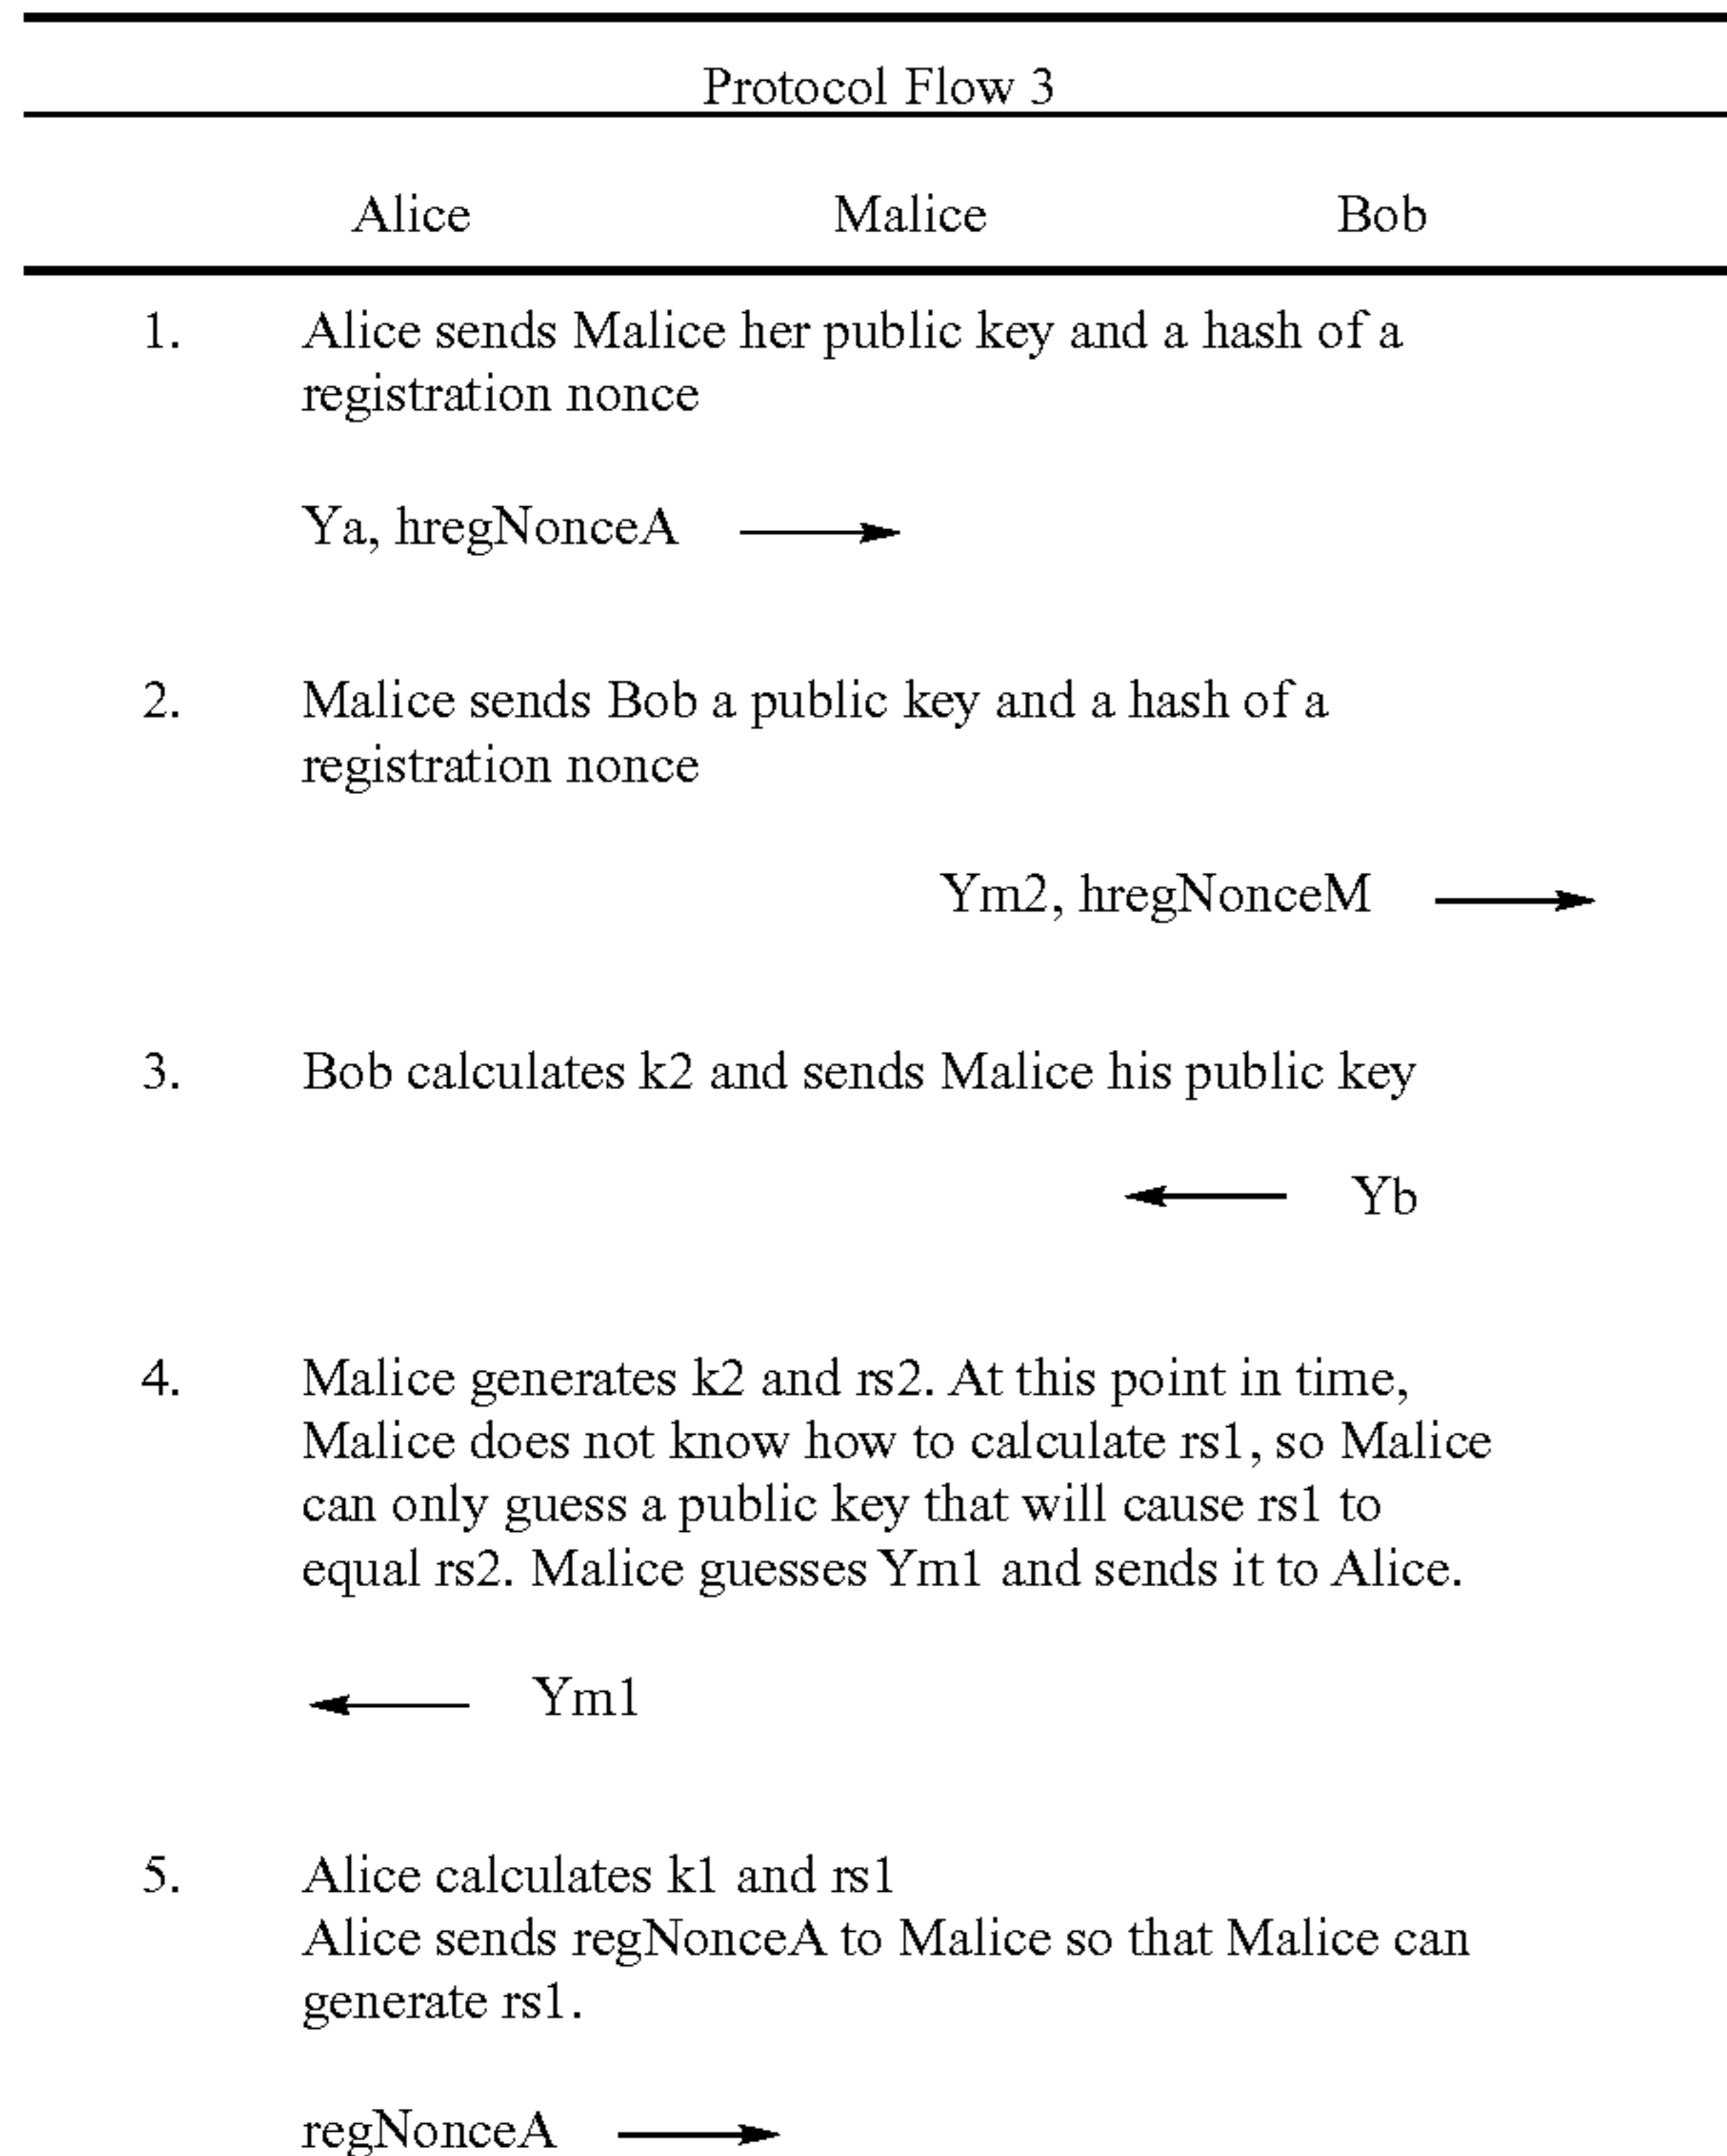 Protocol Flow 3
Alice Malice Bob
1. Alice sends Malice her public key and a hash of a
registration nonce
Ya, hregNonceA
2. Malice sends Bob a public key and a hash of a
registration nonce
Ym2, hregNonceM
3. Bob calculates k2 and sends Malice his public key
Yb
4. Malice generates k2 and rs2. At this point in time,
Malice does not know how to calculate rs1, so Malice
can only guess a public key that will cause rs1 to
equal rs2. Malice guesses Ym1 and sends it to Alice.
Ym1
5. Alice calculates k1 and rs1
Alice sends regNonceA to Malice so that Malice can
generate rs1.
regNonceA